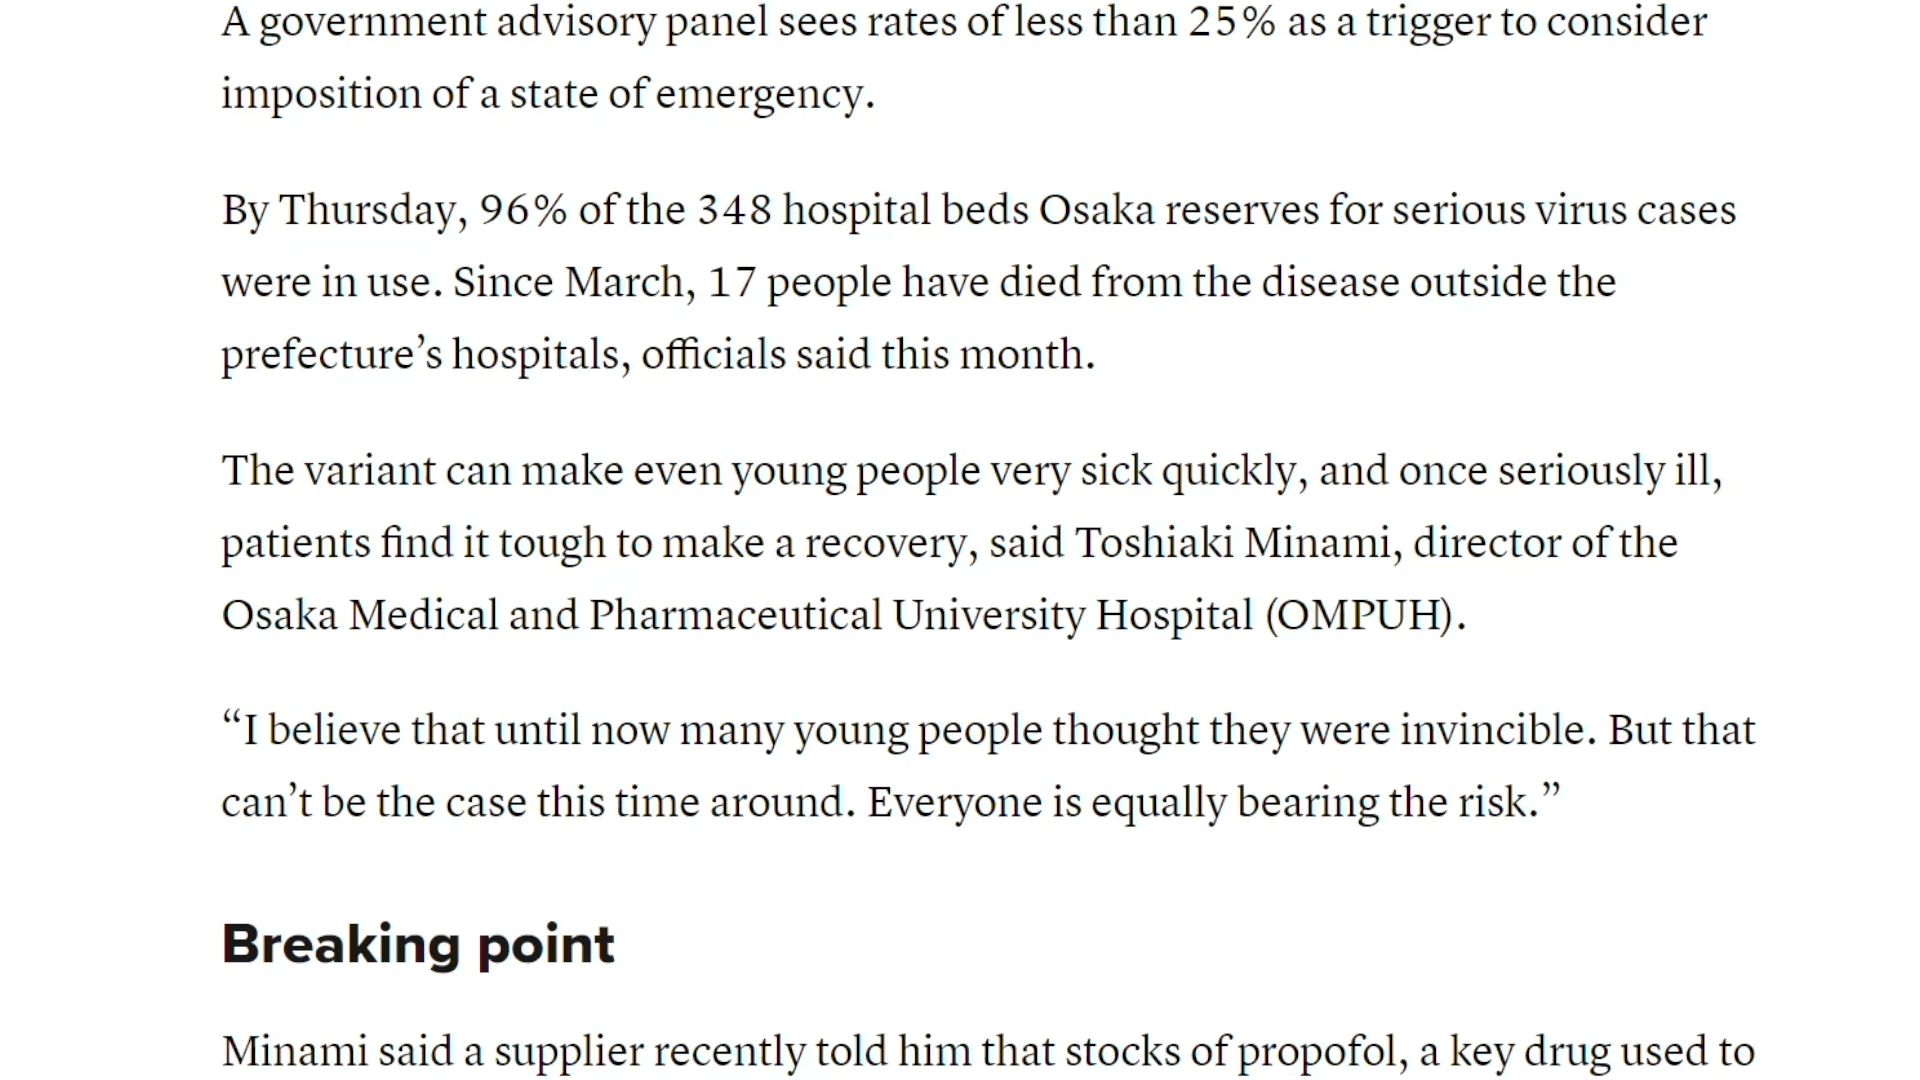 A government advisory panel sees rates of less than 25% as a trigger to consider
imposition of a state of emergency.
By Thursday, 96% of the 348 hospital beds Osaka reserves for serious virus cases
were in use. Since March, 17 people have died from the disease outside the
prefecture’s hospitals, officials said this month.
The variant can make even young people very sick quickly, and once seriously ill,
patients find it tough to make a recovery, said Toshiaki Minami, director of the
Osaka Medical and Pharmaceutical University Hospital (OMPUH).
“I believe that until now many young people thought they were invincible. But that
can’t be the case this time around. Everyone is equally bearing the risk.”
Breaking point
Minami said a supplier recently told him that stocks of propofol, a key drug used to